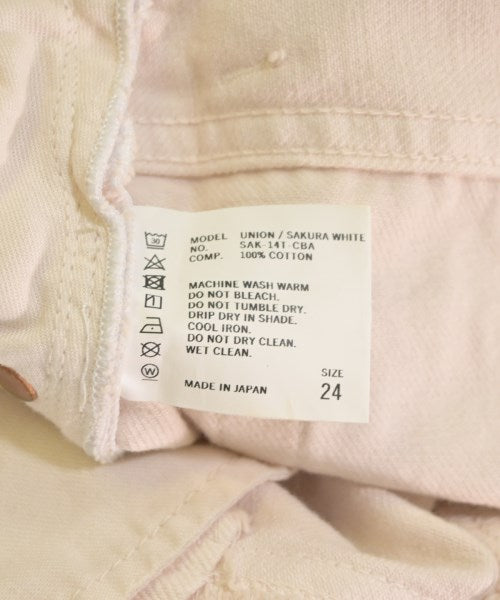 MODEL UNION / SAKURA WHITE
NO. SAK-14T-CBA
COMP. 100% COTTON
30
MACHINE WASH WARM
DO NOT BLEACH.
DO NOT TUMBLE DRY.
DRIP DRY IN SHADE.
COOL IRON.
DO NOT DRY CLEAN.
WET CLEAN.
W
SIZE
MADE IN JAPAN 24